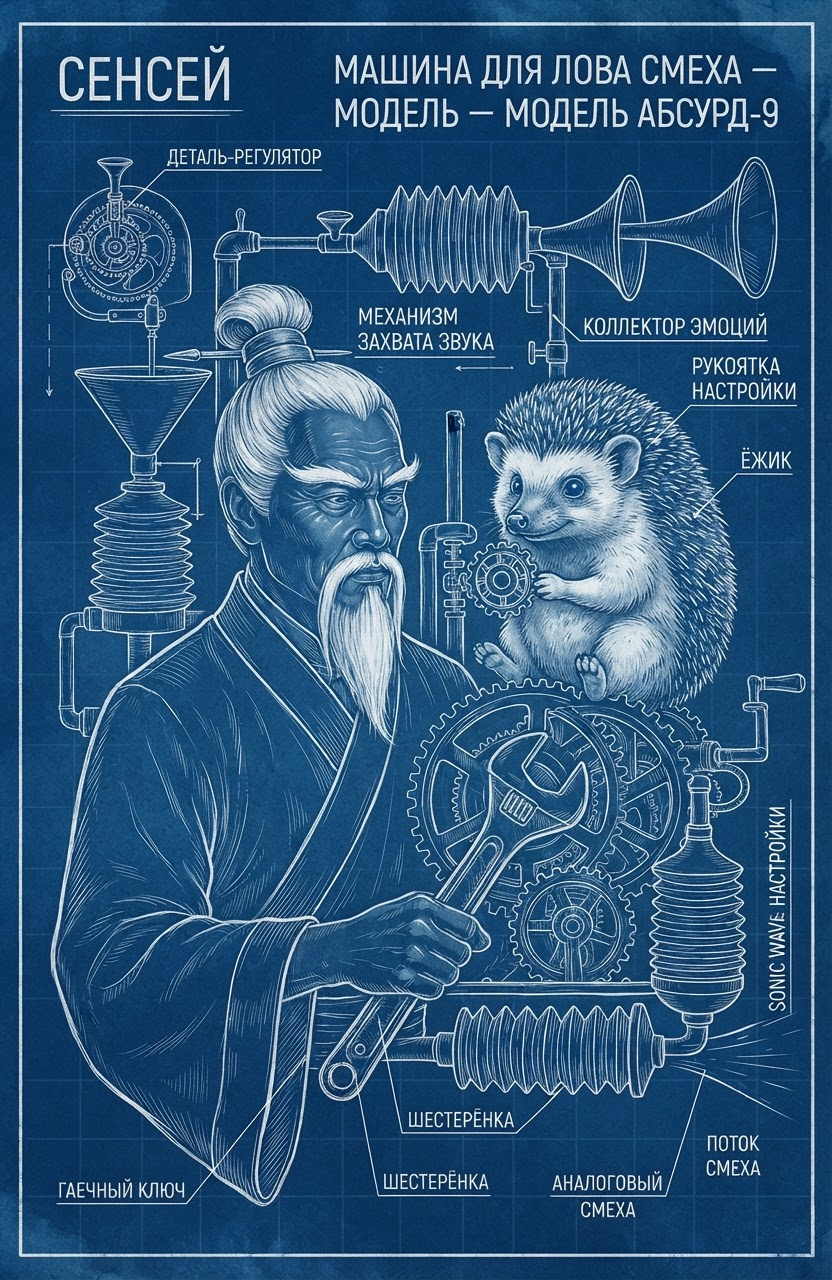 СЕНСЕЙ
МАШИНА ДЛЯ ЛОВА СМЕХА —
МОДЕЛЬ — МОДЕЛЬ АБСУРД-9
ДЕТАЛЬ-РЕГУЛЯТОР
МЕХАНИЗМ
ЗАХВАТА ЗВУКА
КОЛЛЕКТОР ЭМОЦИЙ
РУКОЯТКА
НАСТРОЙКИ
ЁЖИК
SONIC WAVE НАСТРОЙКИ
ШЕСТЕРЁНКА
ПОТОК
СМЕХА
ГАЕЧНЫЙ КЛЮЧ
ШЕСТЕРЁНКА
АНАЛОГОВЫЙ
СМЕХА